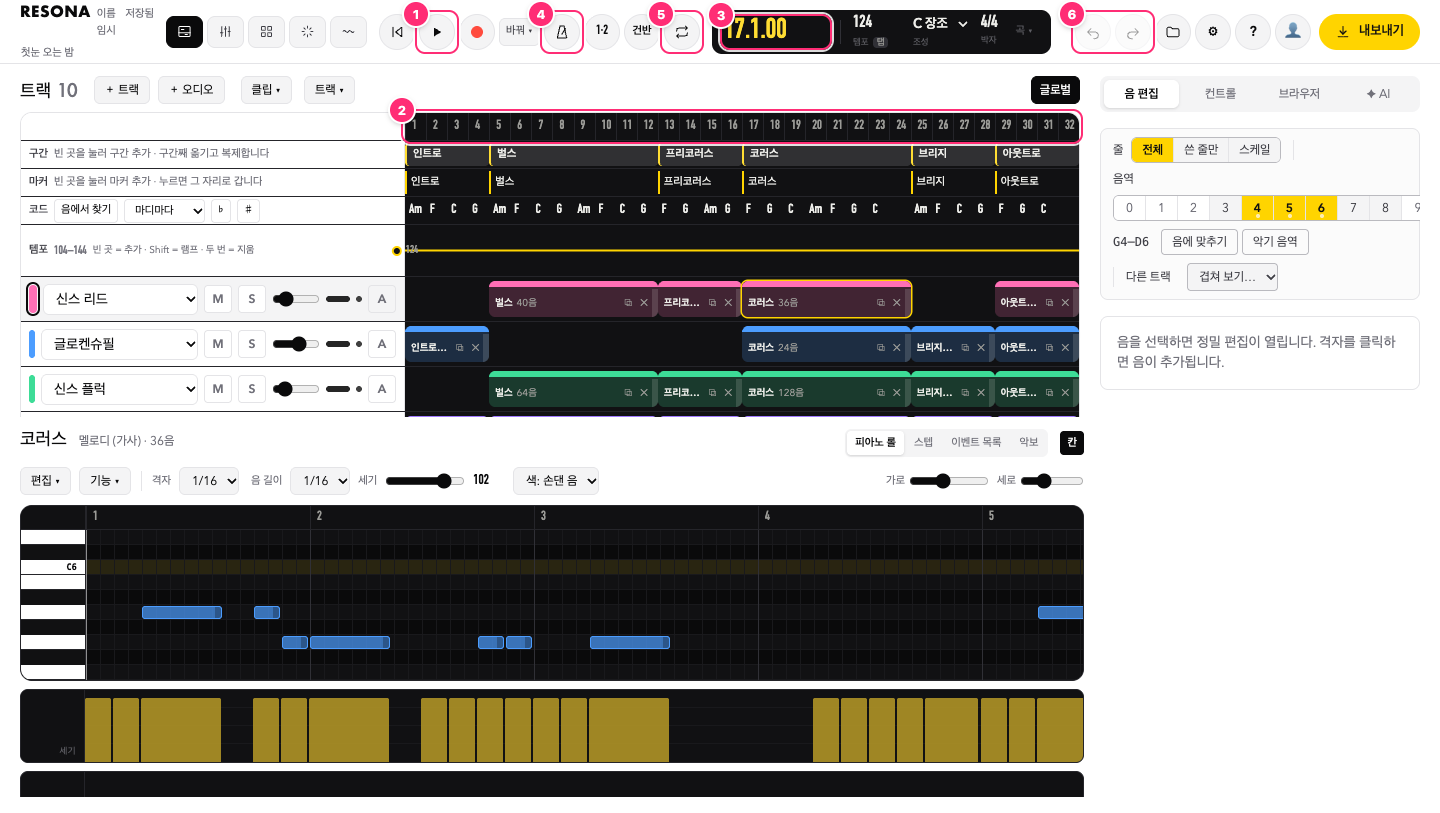 RESONA 이름 저장됨
임시
첫눈 오는 밤
바꿔 ▾
1·2
건반
17.1.00
124
템포 탭
C 장조
조성
4/4
박자
곡 ▾
?
내보내기
1
4
5
3
6
트랙 10
+ 트랙
+ 오디오
클립 ▾
트랙 ▾
글로벌
2
1 2 3 4 5 6 7 8 9 10 11 12 13 14 15 16 17 18 19 20 21 22 23 24 25 26 27 28 29 30 31 32
구간 빈 곳을 눌러 구간 추가 · 구간째 옮기고 복제합니다
인트로 벌스 프리코러스 코러스 브리지 아웃트로
마커 빈 곳을 눌러 마커 추가 · 누르면 그 자리로 갑니다
인트로 벌스 프리코러스 코러스 브리지 아웃트로
코드 음에서 찾기 마디마다 ♭ #
Am F C G Am F C G Am F C G F G Am G F G C G Am F G C Am F C G F G C
템포 104–144 빈 곳 = 추가 · Shift = 램프 · 두 번 = 지움
신스 리드 M S A
벌스 40음 프리코... 코러스 36음 아웃트...
글로켄슈필 M S A
인트로... 코러스 24음 브리지... 아웃트...
신스 플럭 M S A
벌스 64음 프리코... 코러스 128음 브리지... 아웃트...
코러스 멜로디 (가사) · 36음
피아노 롤 스텝 이벤트 목록 악보 칸
편집 ▾ 기능 ▾ 격자 1/16 음 길이 1/16 세기 102 색: 손댄 음 가로 세로
1 2 3 4 5
C6
세기
음 편집 컨트롤 브라우저 ✦ AI
줄 전체 쓴 줄만 스케일
음역
0 1 2 3 4 5 6 7 8 9
G4–D6 음에 맞추기 악기 음역
다른 트랙 겹쳐 보기...
음을 선택하면 정밀 편집이 열립니다. 격자를 클릭하
면 음이 추가됩니다.